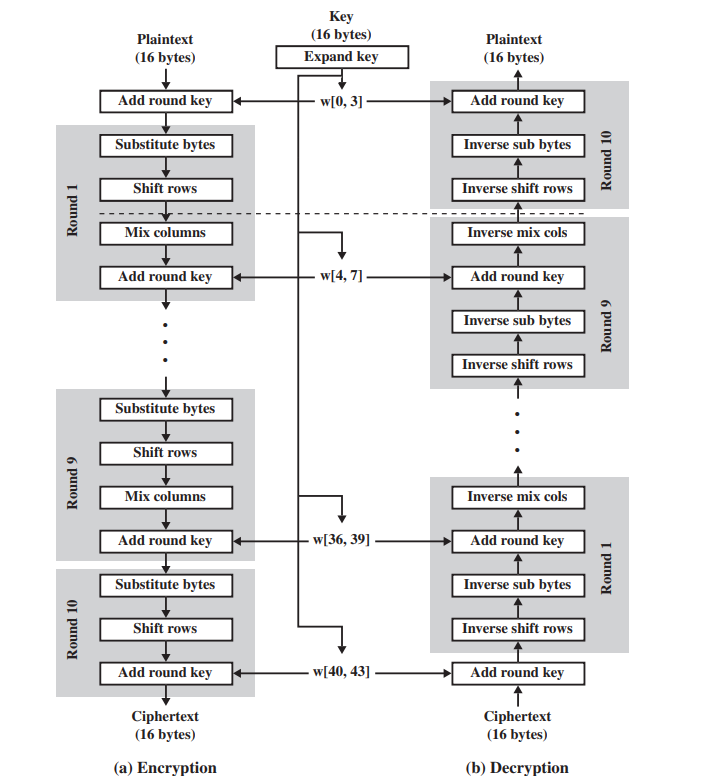 Key
(16 bytes)
Plaintext
(16 bytes)
Expand key
Plaintext
(16 bytes)
Add round key
w[0, 3]
Add round key
Round 1
Substitute bytes
Shift rows
Mix columns
Add round key
w[4, 7]
Inverse sub bytes
Inverse shift rows
Round 10
Inverse mix cols
Add round key
Inverse sub bytes
Inverse shift rows
Round 9
Round 9
Substitute bytes
Shift rows
Mix columns
Add round key
w[36, 39]
Inverse mix cols
Add round key
Inverse sub bytes
Inverse shift rows
Round 1
Round 10
Substitute bytes
Shift rows
Add round key
w[40, 43]
Add round key
Ciphertext
(16 bytes)
Ciphertext
(16 bytes)
(a) Encryption
(b) Decryption